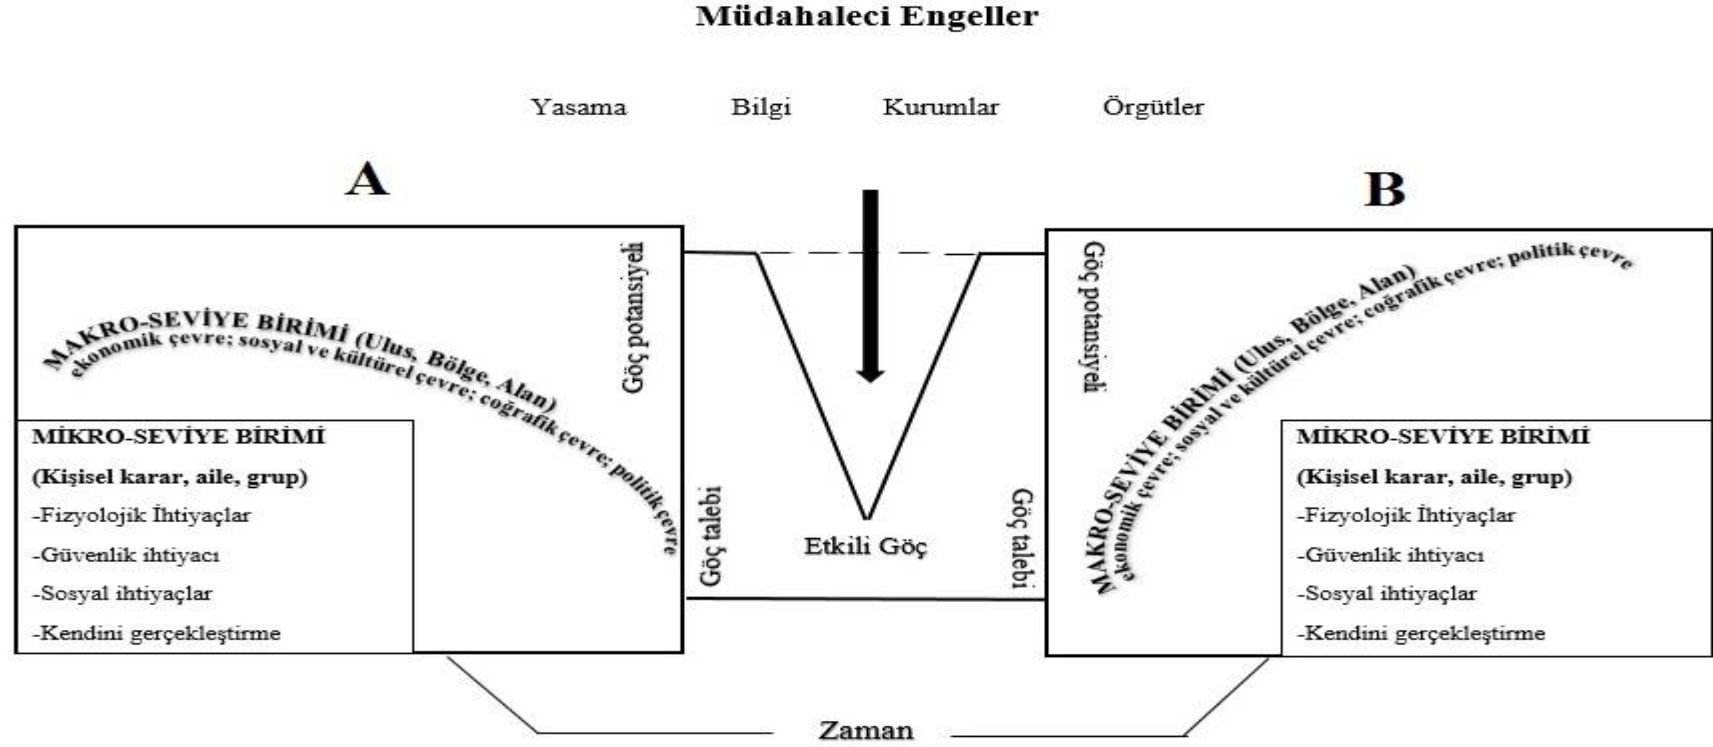 Müdahaleci Engeller
Yasama Bilgi Kurumlar Örgütler
A
MAKRO-SEVİYE BİRİMİ (Ulus, Bölge, Alan)
ekonomik çevre; sosyal ve kültürel çevre; coğrafik çevre; politik çevre
Göç potansiyeli
MİKRO-SEVİYE BİRİMİ
(Kişisel karar, aile, grup)
-Fizyolojik İhtiyaçlar
-Güvenlik ihtiyacı
-Sosyal ihtiyaçlar
-Kendini gerçekleştirme
Göç talebi
Etkili Göç
Göç talebi
B
Göç potansiyeli
MAKRO-SEVİYE BİRİMİ (Ulus, Bölge, Alan)
ekonomik çevre; sosyal ve kültürel çevre; coğrafik çevre; politik çevre
MİKRO-SEVİYE BİRİMİ
(Kişisel karar, aile, grup)
-Fizyolojik İhtiyaçlar
-Güvenlik ihtiyacı
-Sosyal ihtiyaçlar
-Kendini gerçekleştirme
Zaman